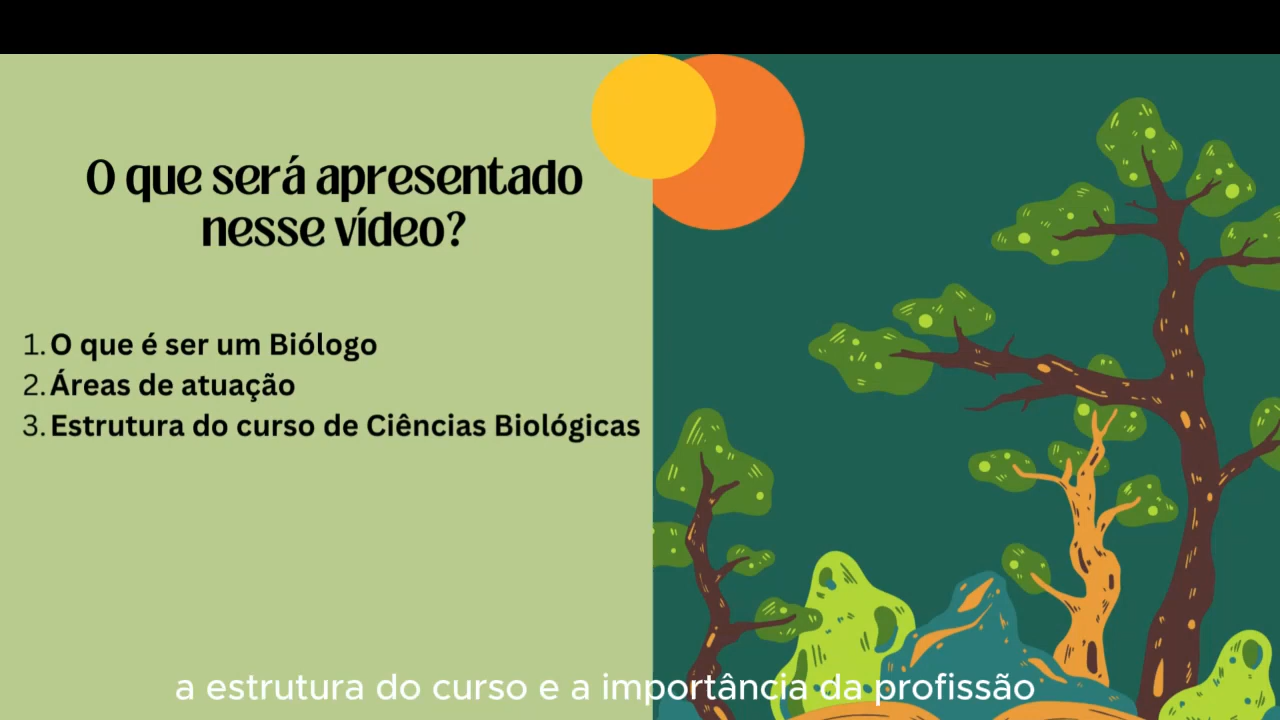 O que será apresentado
nesse vídeo?
1. O que é ser um Biólogo
2. Áreas de atuação
3. Estrutura do curso de Ciências Biológicas
a estrutura do curso e a importância da profissão